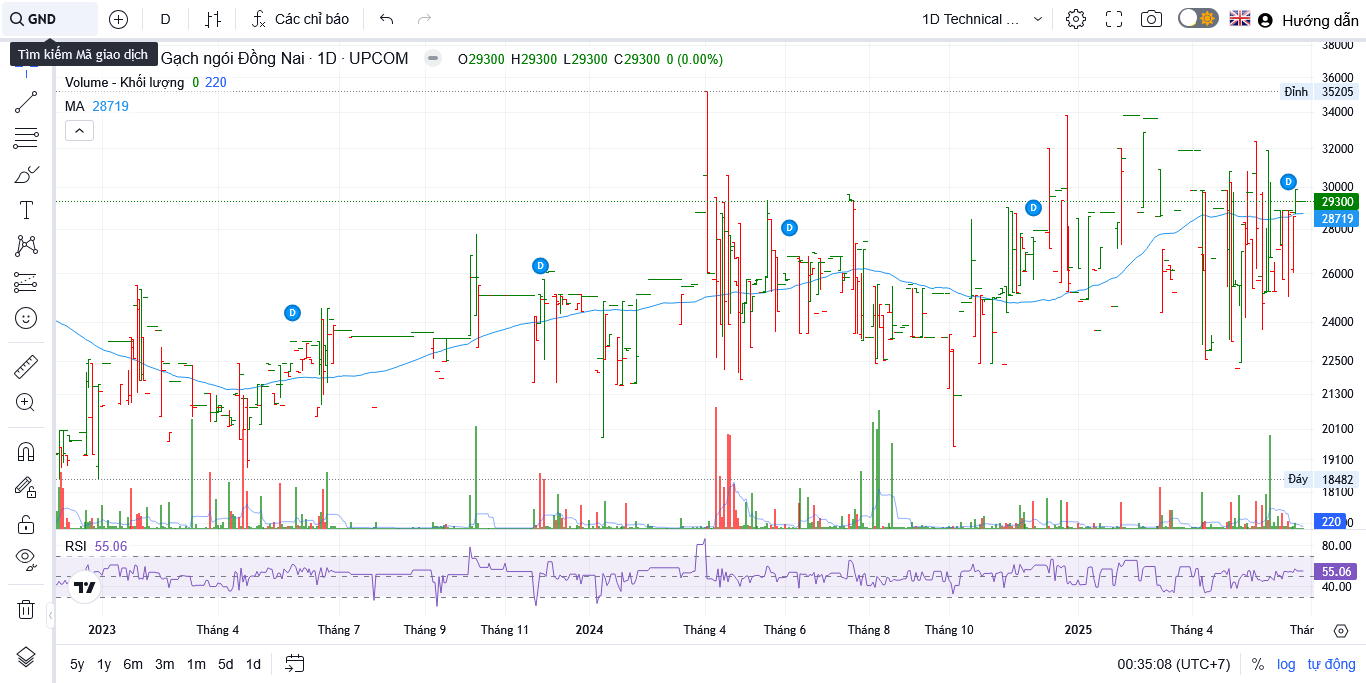 GND
D
Các chỉ báo
1D Technical ...
Hướng dẫn
Tìm kiếm Mã giao dịch
Gạch ngói Đồng Nai · 1D · UPCOM
O29300 H29300 L29300 C29300 0 (0.00%)
Volume - Khối lượng 0 220
MA 28719
38000
36000
Đỉnh 35205
34000
32000
30000
29300
28719
28000
26000
24000
22500
21300
20100
19100
Đáy 18482
18100
220
D
D
D
D
D
RSI 55.06
80.00
55.06
40.00
2023 Tháng 4 Tháng 7 Tháng 9 Tháng 11 2024 Tháng 4 Tháng 6 Tháng 8 Tháng 10 2025 Tháng 4 Thár
5y 1y 6m 3m 1m 5d 1d
00:35:08 (UTC+7) % log tự động